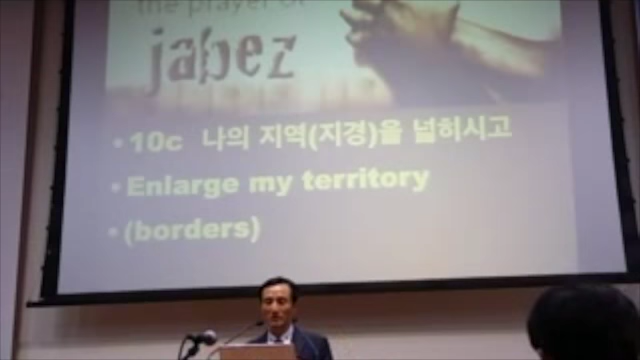 the prayer of
jabez
• 10c 나의 지역(지경)을 넓히시고
• Enlarge my territory
• (borders)